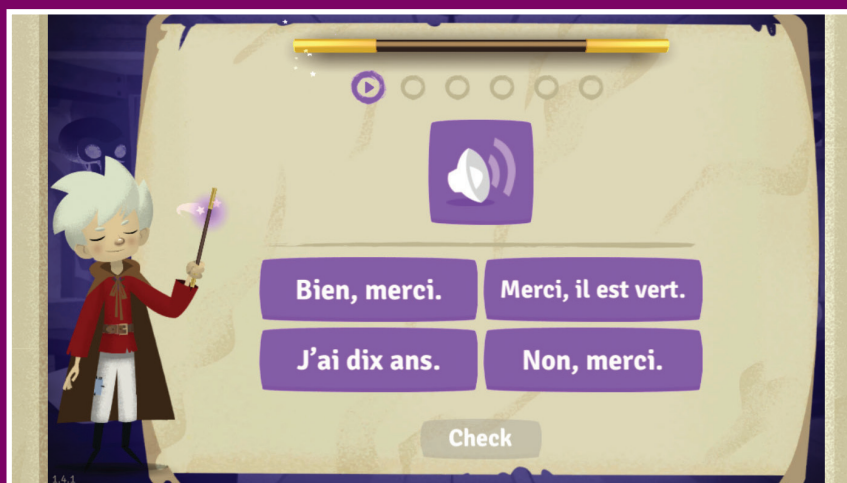 Bien, merci.
Merci, il est vert.
J'ai dix ans.
Non, merci.
Check
1.4.1